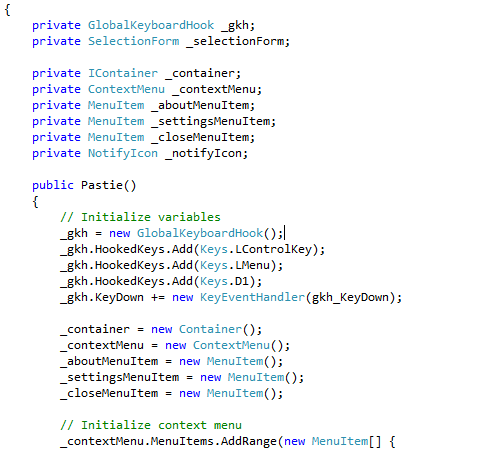 {
    private GlobalKeyboardHook _gkh;
    private SelectionForm _selectionForm;

    private IContainer _container;
    private ContextMenu _contextMenu;
    private MenuItem _aboutMenuItem;
    private MenuItem _settingsMenuItem;
    private MenuItem _closeMenuItem;
    private NotifyIcon _notifyIcon;

    public Pastie()
    {
        // Initialize variables
        _gkh = new GlobalKeyboardHook();
        _gkh.HookedKeys.Add(Keys.LControlKey);
        _gkh.HookedKeys.Add(Keys.LMenu);
        _gkh.HookedKeys.Add(Keys.D1);
        _gkh.KeyDown += new KeyEventHandler(gkh_KeyDown);

        _container = new Container();
        _contextMenu = new ContextMenu();
        _aboutMenuItem = new MenuItem();
        _settingsMenuItem = new MenuItem();
        _closeMenuItem = new MenuItem();

        // Initialize context menu
        _contextMenu.MenuItems.AddRange(new MenuItem[] {